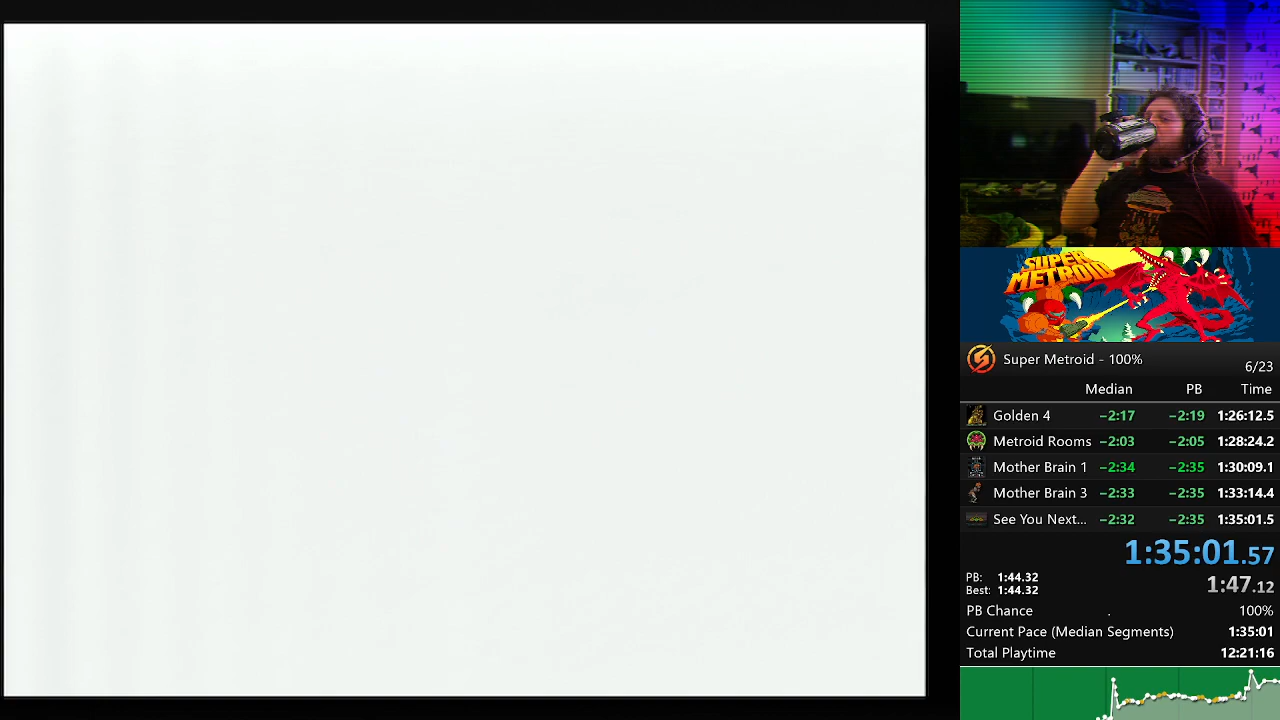 SUPER
METROID
Super Metroid - 100%
6/23
Median PB Time
Golden 4 −2:17 −2:19 1:26:12.5
Metroid Rooms −2:03 −2:05 1:28:24.2
Mother Brain 1 −2:34 −2:35 1:30:09.1
Mother Brain 3 −2:33 −2:35 1:33:14.4
See You Next... −2:32 −2:35 1:35:01.5
1:35:01.57
PB: 1:44.32
Best: 1:44.32
1:47.12
PB Chance . 100%
Current Pace (Median Segments) 1:35:01
Total Playtime 12:21:16